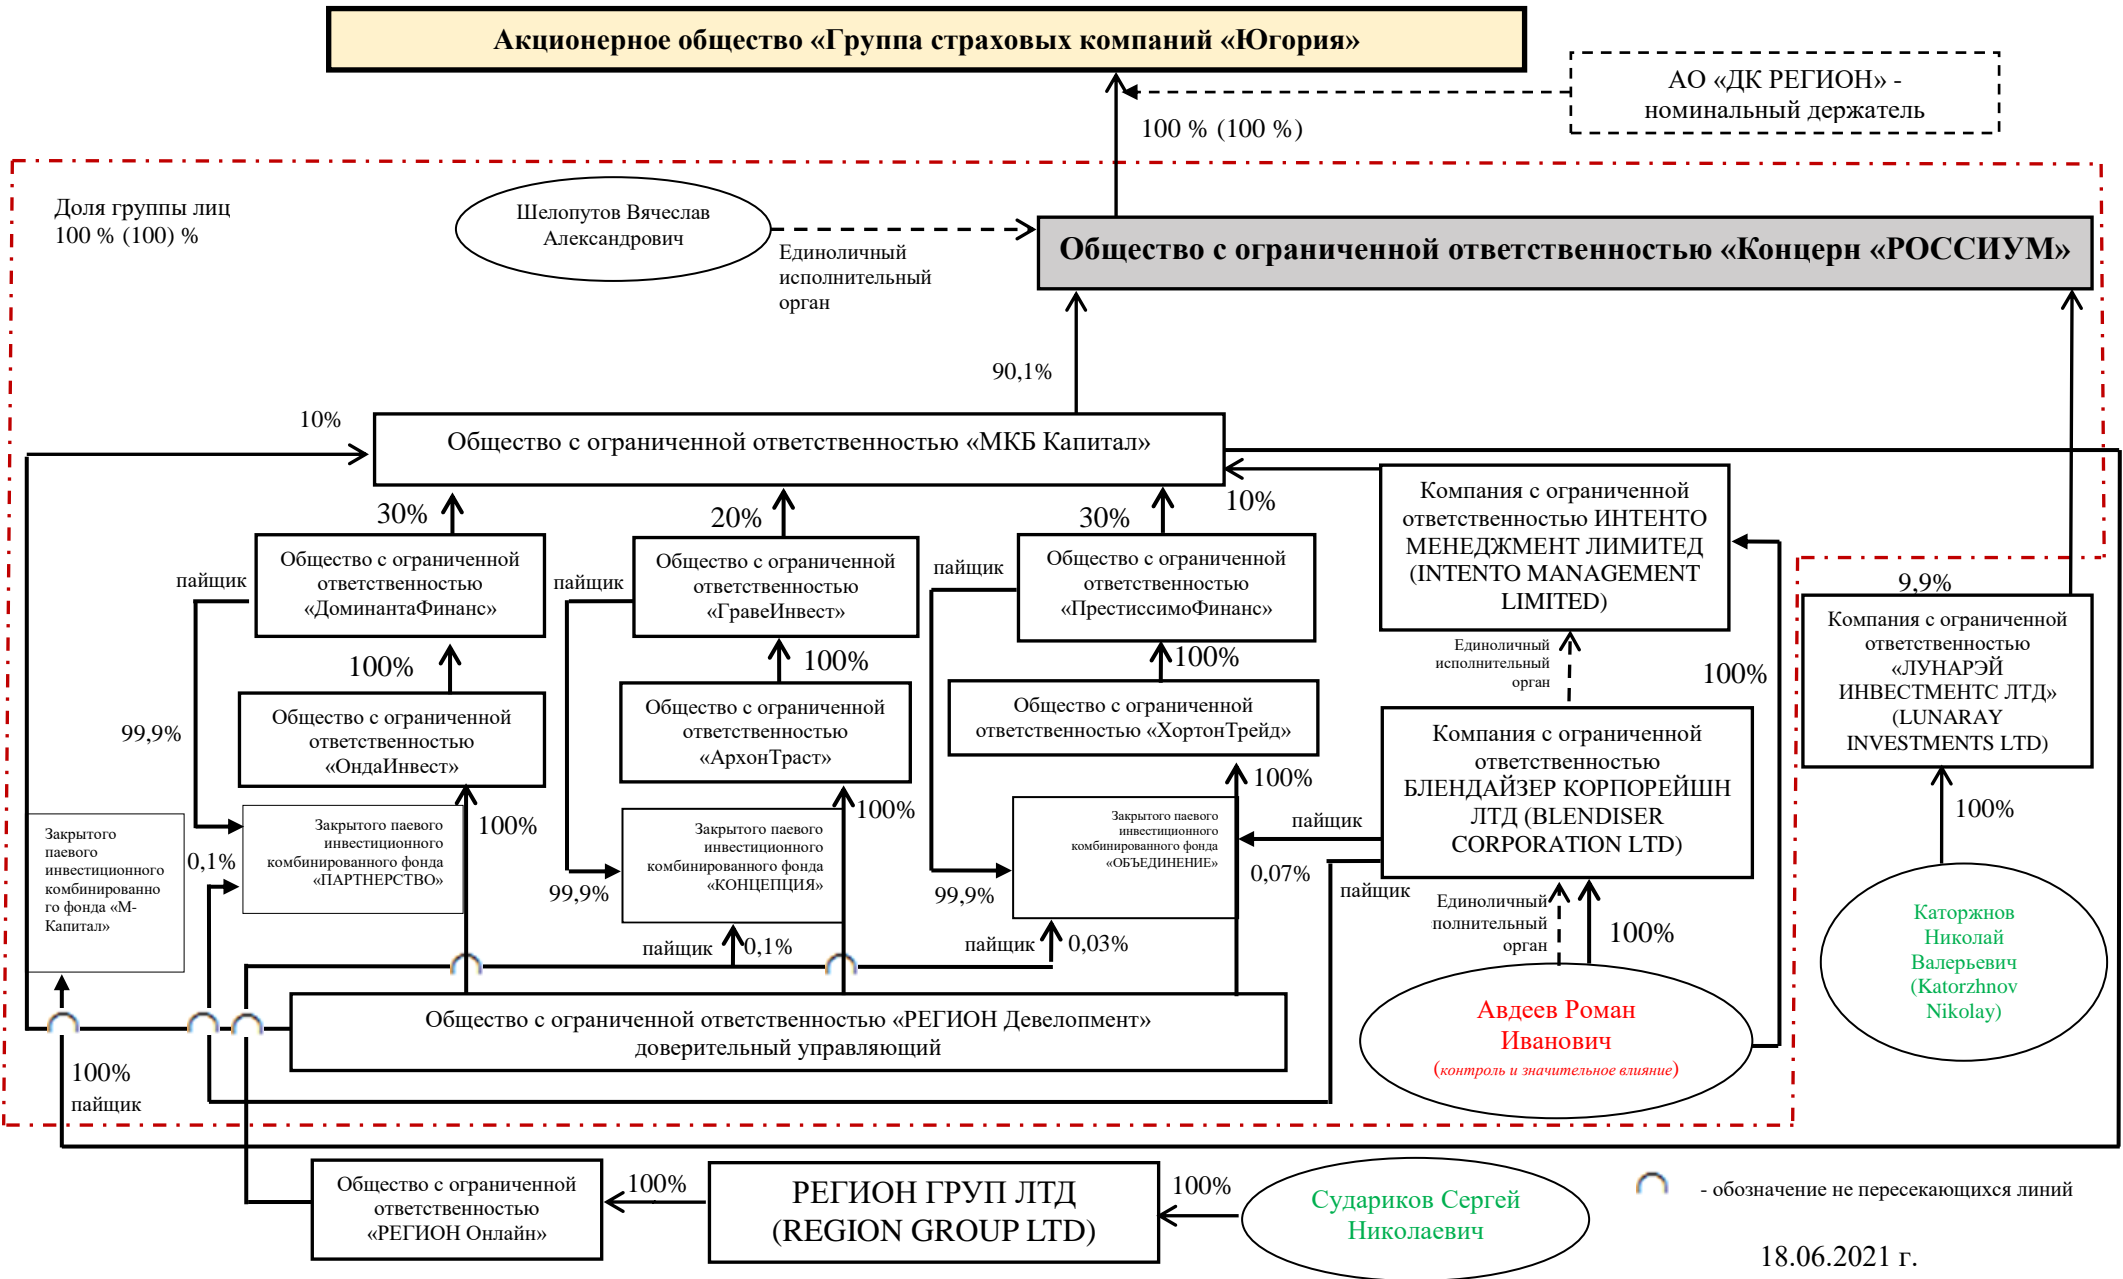 Акционерное общество «Группа страховых компаний «Югория»
АО «ДК РЕГИОН» -
номинальный держатель
100 % (100 %)
Доля группы лиц
100 % (100) %
Шелопутов Вячеслав
Александрович
Единоличный
исполнительный
орган
Общество с ограниченной ответственностью «Концерн «РОССИУМ»
90,1%
10%
Общество с ограниченной ответственностью «МКБ Капитал»
30%
20%
30%
10%
Компания с ограниченной
ответственностью ИНТЕНТО
МЕНЕДЖМЕНТ ЛИМИТЕД
(INTENTO MANAGEMENT
LIMITED)
9,9%
пайщик
Общество с ограниченной
ответственностью
«ДоминантаФинанс»
пайщик
Общество с ограниченной
ответственностью
«ГравеИнвест»
пайщик
Общество с ограниченной
ответственностью
«ПрестиссимоФинанс»
Компания с ограниченной
ответственностью
«ЛУНАРЭЙ
ИНВЕСТМЕНТС ЛТД»
(LUNARAY
INVESTMENTS LTD)
100%
100%
100%
Единоличный
исполнительный
орган
100%
99,9%
Общество с ограниченной
ответственностью
«ОндаИнвест»
Общество с ограниченной
ответственностью
«АрхонТраст»
Общество с ограниченной
ответственностью «ХортонТрейд»
Компания с ограниченной
ответственностью
БЛЕНДАЙЗЕР КОРПОРЕЙШН
ЛТД (BLENDISER
CORPORATION LTD)
100%
100%
100%
100%
Закрытого
паевого
инвестиционного
комбинированно
го фонда «М-
Капитал»
0,1%
Закрытого паевого
инвестиционного
комбинированного фонда
«ПАРТНЕРСТВО»
99,9%
Закрытого паевого
инвестиционного
комбинированного фонда
«КОНЦЕПЦИЯ»
99,9%
Закрытого паевого
инвестиционного
комбинированного фонда
«ОБЪЕДИНЕНИЕ»
пайщик
0,07%
пайщик
Единоличный
полнительный
орган
100%
Каторжнов
Николай
Валерьевич
(Katorzhnov
Nikolay)
пайщик
0,1%
пайщик
0,03%
Общество с ограниченной ответственностью «РЕГИОН Девелопмент»
доверительный управляющий
Авдеев Роман
Иванович
(контроль и значительное влияние)
100%
пайщик
Общество с ограниченной
ответственностью
«РЕГИОН Онлайн»
100%
РЕГИОН ГРУП ЛТД
(REGION GROUP LTD)
100%
Судариков Сергей
Николаевич
- обозначение не пересекающихся линий
18.06.2021 г.